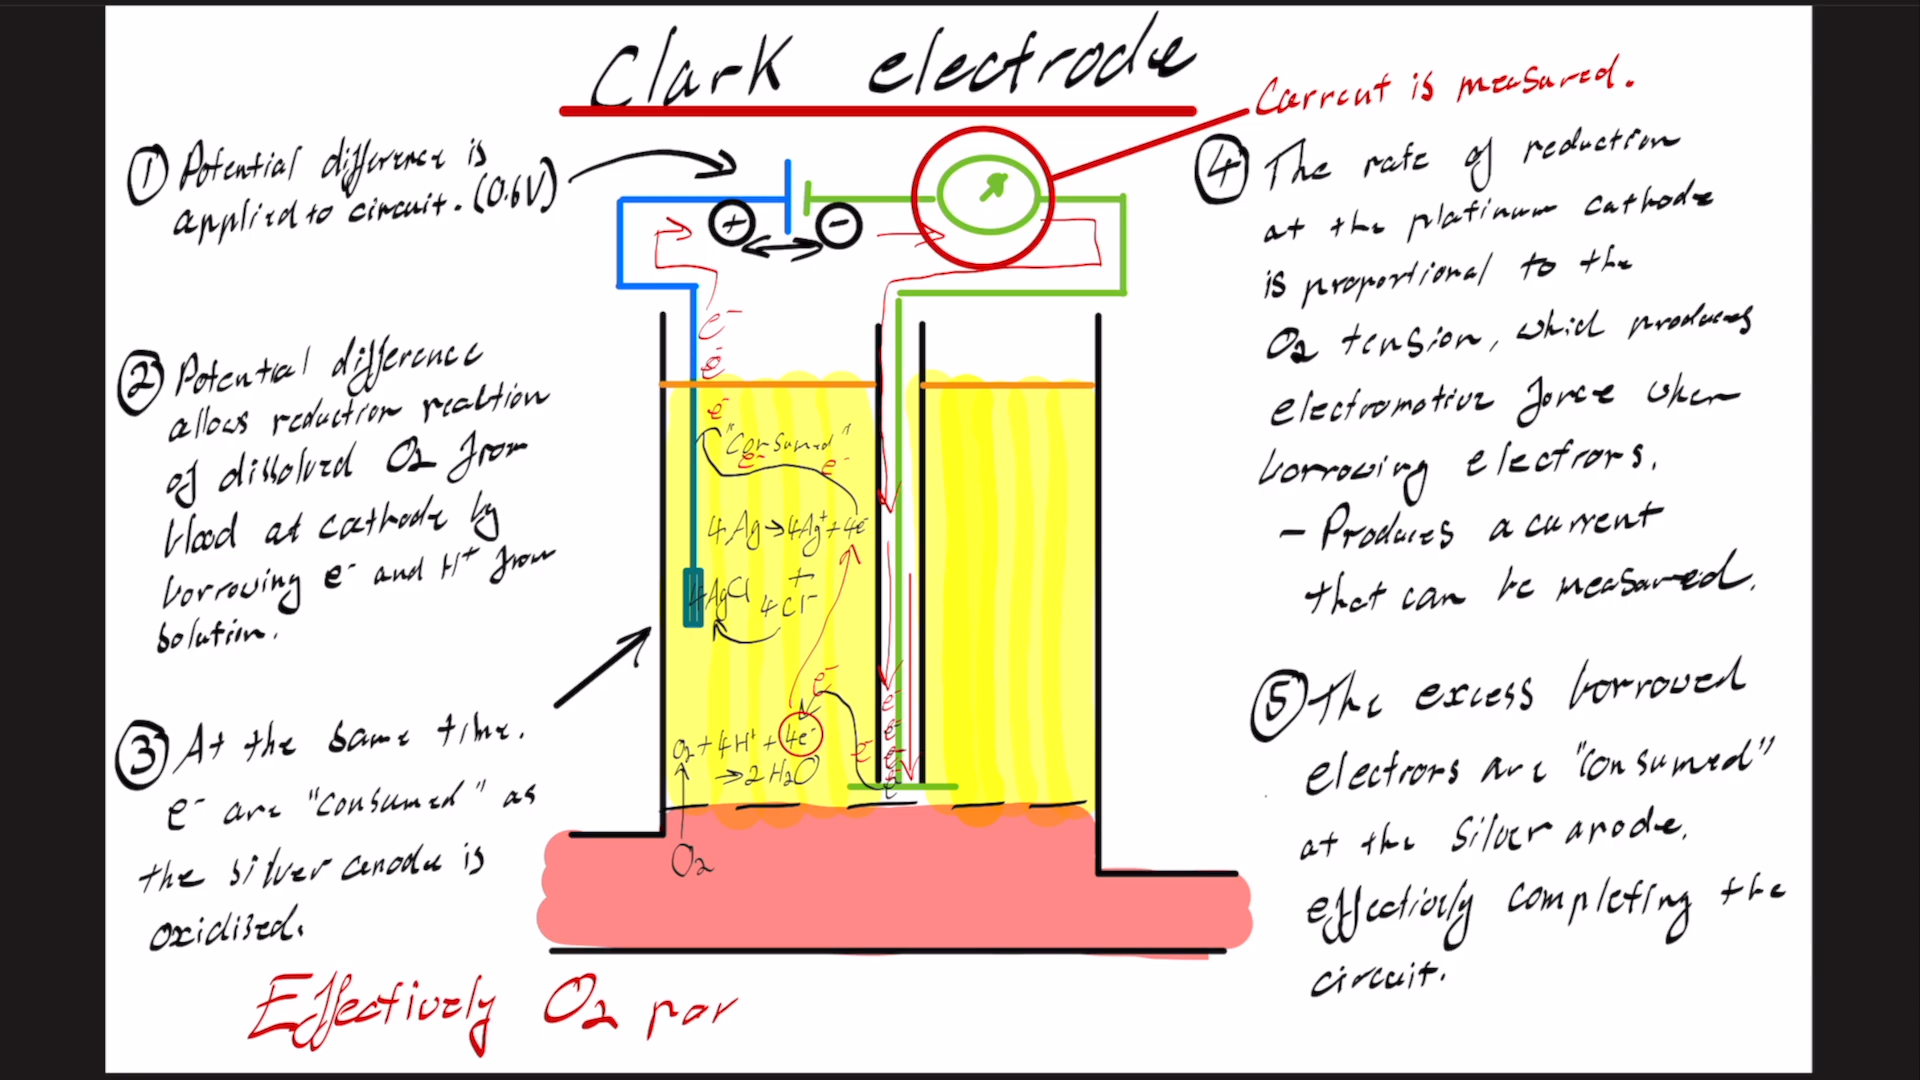 Clark electrode
Current is measured.
① Potential difference is
applied to circuit. (0.6V)
+
-
② Potential difference
allows reduction reaction
of dissolved O₂ from
blood at cathode by
borrowing e⁻ and H⁺ from
solution.
③ At the same time.
e⁻ are "consumed" as
the silver anode is
oxidised.
e⁻
e⁻
e⁻
"Consumed"
e⁻
e⁻
4Ag→4Ag⁺+4e⁻
+
4AgCl 4Cl⁻
e⁻
O₂+4H⁺+4e⁻
→2H₂O
e⁻
e⁻
e⁻
e⁻
e⁻
O₂
④ The rate of reduction
at the platinum cathode
is proportional to the
O₂ tension, which produces
electromotive force when
borrowing electrons.
- Produces a current
that can be measured.
⑤ The excess borrowed
electrons are "consumed"
at the silver anode,
effectively completing the
circuit.
Effectively O₂ par